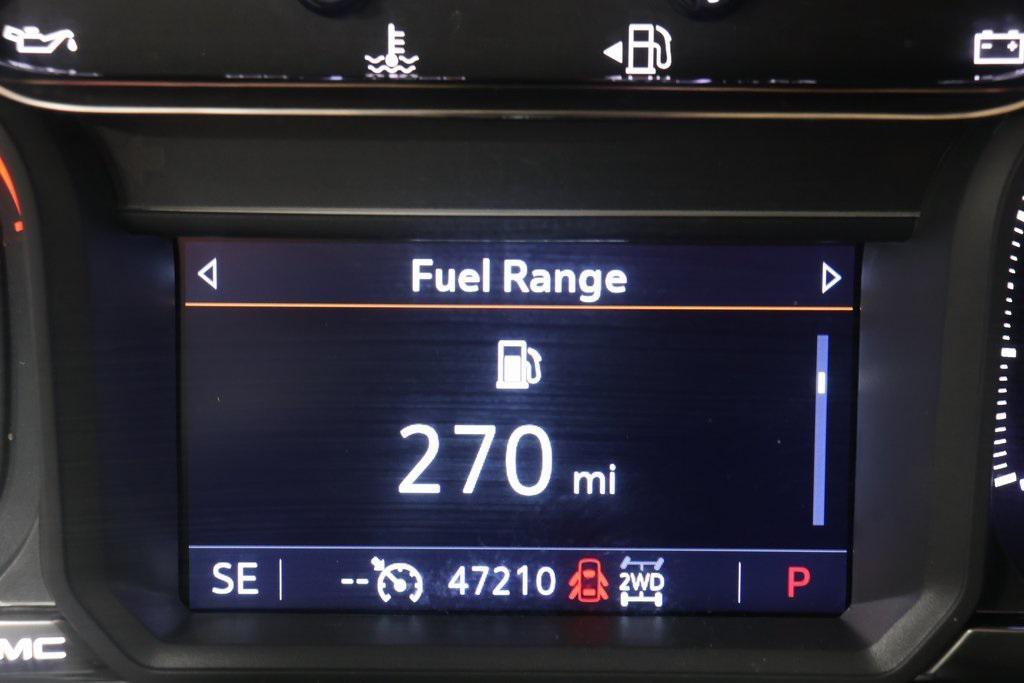 Fuel Range
270 mi
SE -- 47210 2WD P
MC